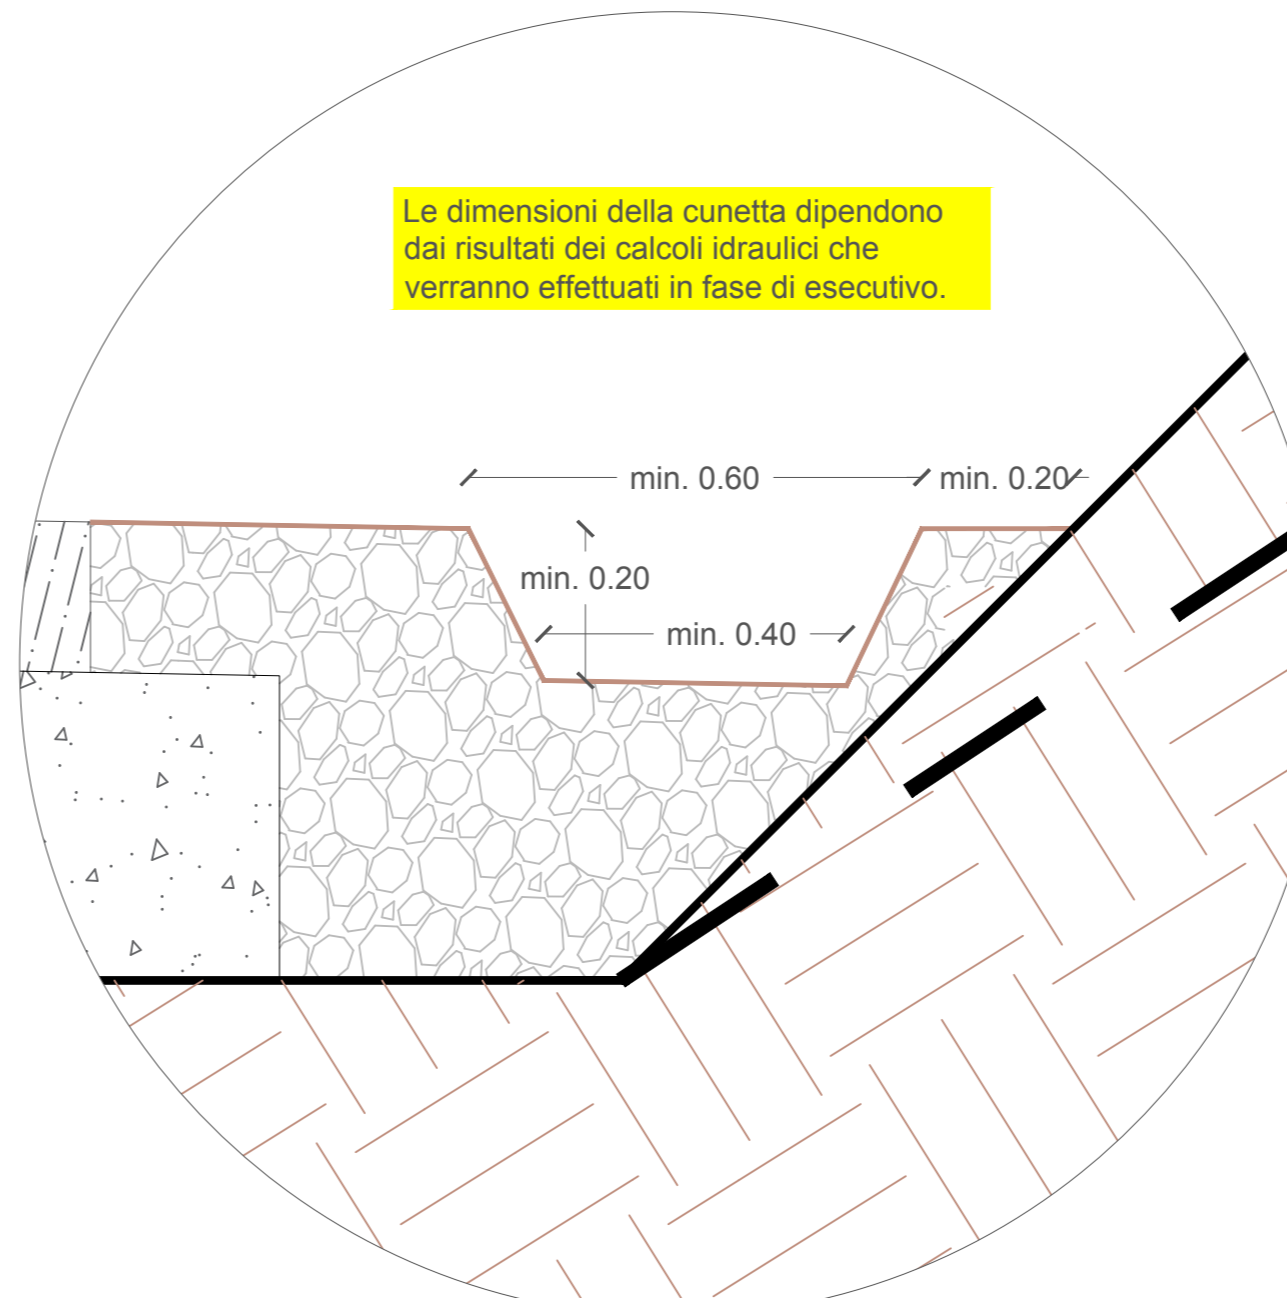 Le dimensioni della cunetta dipendono
dai risultati dei calcoli idraulici che
verranno effettuati in fase di esecutivo.
min. 0.60
min. 0.20
min. 0.20
min. 0.40